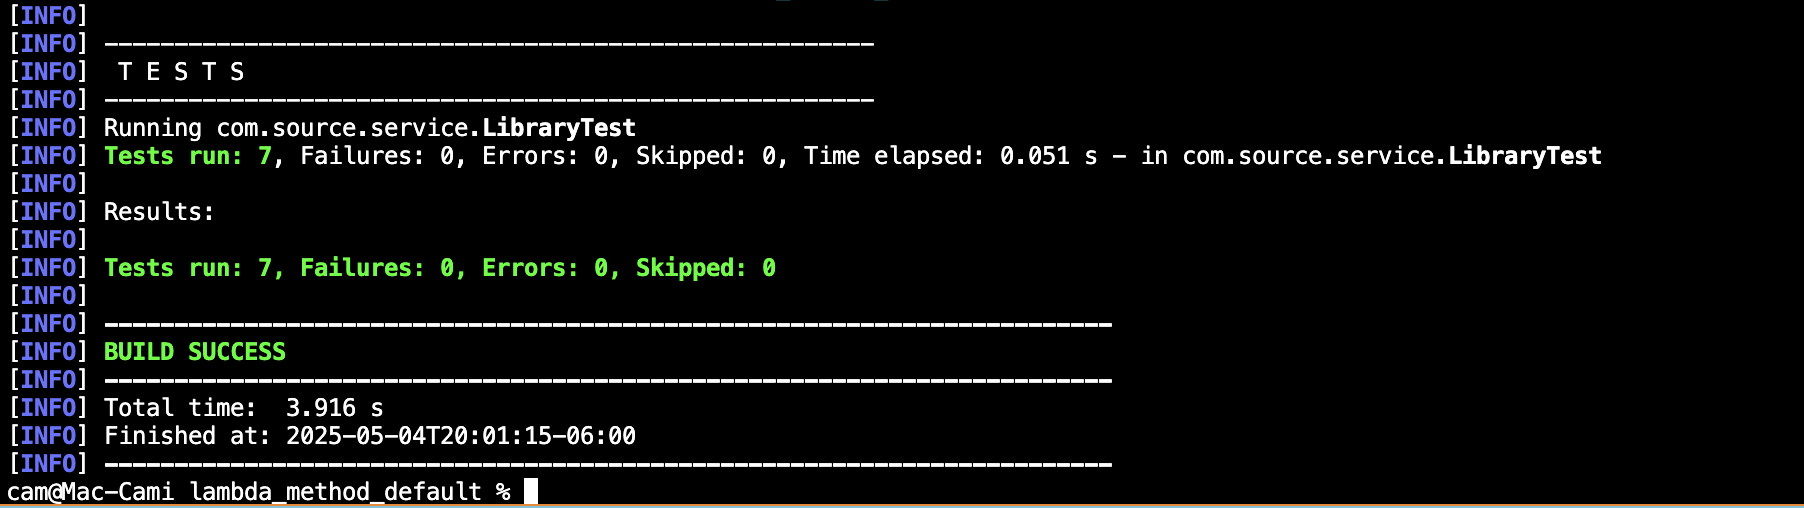 [INFO]
[INFO] -------------------------------------------------------
[INFO]  T E S T S
[INFO] -------------------------------------------------------
[INFO] Running com.source.service.LibraryTest
[INFO] Tests run: 7, Failures: 0, Errors: 0, Skipped: 0, Time elapsed: 0.051 s - in com.source.service.LibraryTest
[INFO]
[INFO] Results:
[INFO]
[INFO] Tests run: 7, Failures: 0, Errors: 0, Skipped: 0
[INFO]
[INFO] ------------------------------------------------------------------------
[INFO] BUILD SUCCESS
[INFO] ------------------------------------------------------------------------
[INFO] Total time:  3.916 s
[INFO] Finished at: 2025-05-04T20:01:15-06:00
[INFO] ------------------------------------------------------------------------
cam@Mac-Cami lambda_method_default %